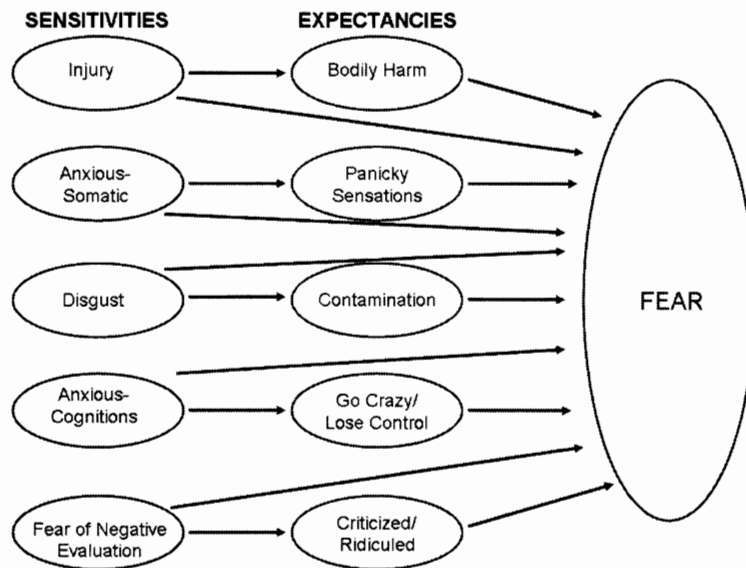 SENSITIVITIES EXPECTANCIES
Injury
Bodily Harm
Anxious-
Somatic
Panicky
Sensations
Disgust
Contamination
FEAR
Anxious-
Cognitions
Go Crazy/
Lose Control
Fear of Negative
Evaluation
Criticized/
Ridiculed